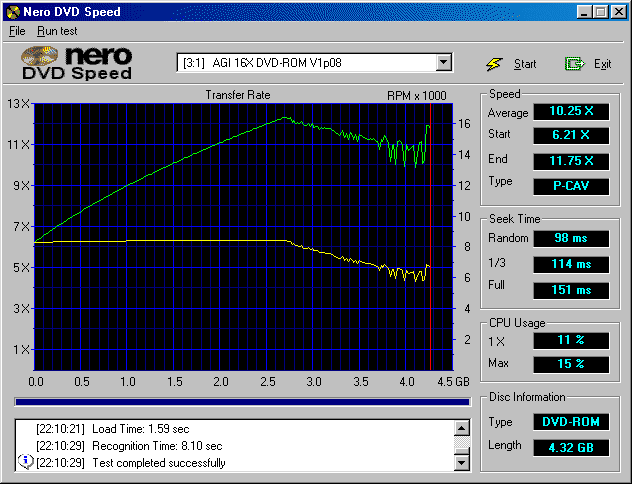 Nero DVD Speed
File Run test
nero
DVD Speed
[3:1] AGI 16X DVD-ROM V1p08
Start
Exit
Transfer Rate
RPM x 1000
13X
11X
9X
7X
5X
3X
1X
16
14
12
10
8
6
4
2
0.0 0.5 1.0 1.5 2.0 2.5 3.0 3.5 4.0 4.5 GB
Speed
Average 10.25 X
Start 6.21 X
End 11.75 X
Type P-CAV
Seek Time
Random 98 ms
1/3 114 ms
Full 151 ms
CPU Usage
1 X 11 %
Max 15 %
Disc Information
Type DVD-ROM
Length 4.32 GB
[22:10:21] Load Time: 1.59 sec
[22:10:29] Recognition Time: 8.10 sec
[22:10:29] Test completed successfully